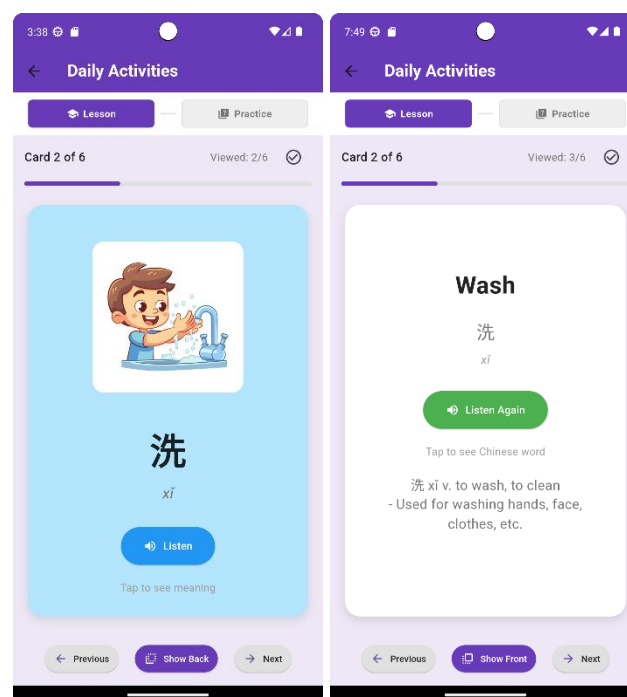 3:38
Daily Activities
Lesson
Practice
Card 2 of 6
Viewed: 2/6
洗
xǐ
Listen
Tap to see meaning
Previous
Show Back
Next
7:49
Daily Activities
Lesson
Practice
Card 2 of 6
Viewed: 3/6
Wash
洗
xǐ
Listen Again
Tap to see Chinese word
洗 xǐ v. to wash, to clean
- Used for washing hands, face,
clothes, etc.
Previous
Show Front
Next